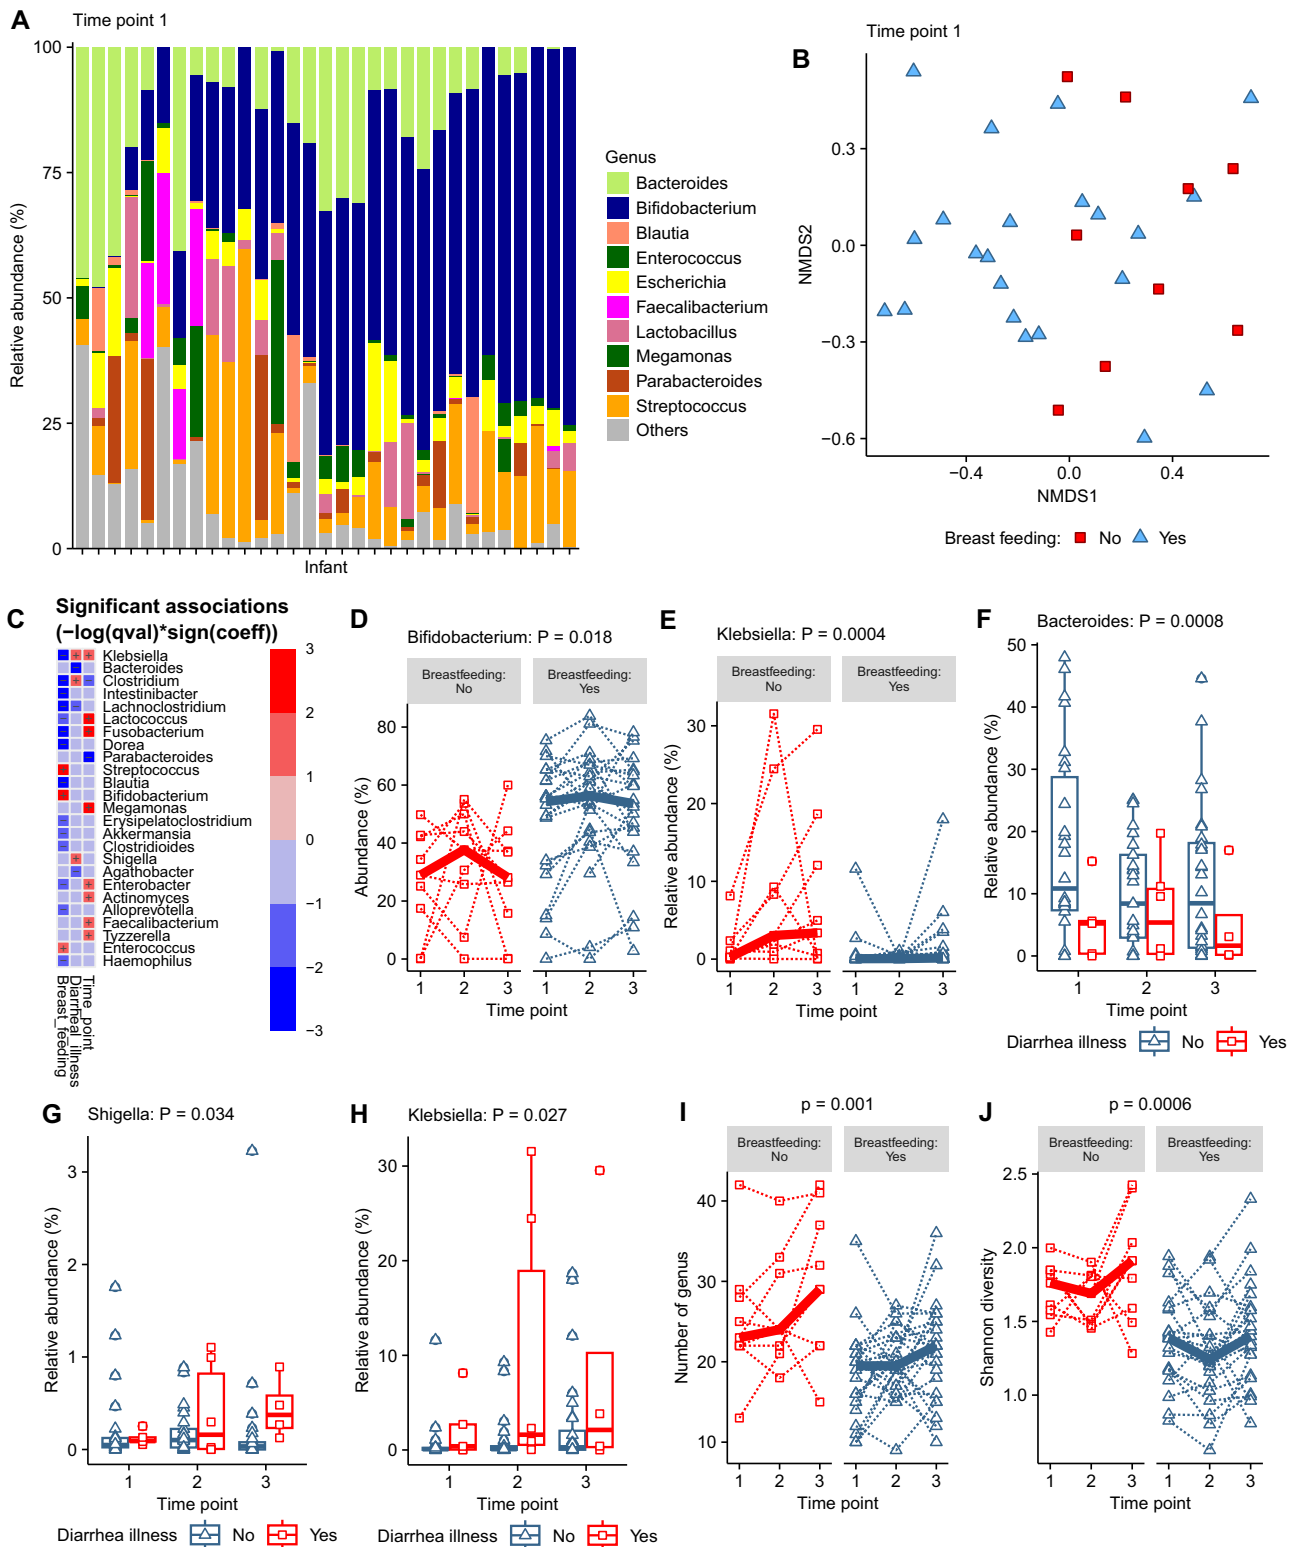 A
Time point 1
Relative abundance (%)
100
75
50
25
0
Infant
Genus
Bacteroides
Bifidobacterium
Blautia
Enterococcus
Escherichia
Faecalibacterium
Lactobacillus
Megamonas
Parabacteroides
Streptococcus
Others
B
Time point 1
NMDS2
0.3
0.0
−0.3
−0.6
−0.4
0.0
0.4
NMDS1
Breast feeding:
No
Yes
C
Significant associations
(−log(qval)*sign(coeff))
Klebsiella
Bacteroides
Clostridium
Intestinibacter
Lachnoclostridium
Lactococcus
Fusobacterium
Dorea
Parabacteroides
Streptococcus
Blautia
Bifidobacterium
Megamonas
Erysipelatoclostridium
Akkermansia
Clostridioides
Shigella
Agathobacter
Enterobacter
Actinomyces
Alloprevotella
Faecalibacterium
Tyzzerella
Enterococcus
Haemophilus
Breast_feeding
Diarrheal_illness
Time_point
3
2
1
0
−1
−2
−3
D
Bifidobacterium: P = 0.018
Breastfeeding:
No
Breastfeeding:
Yes
Abundance (%)
80
60
40
20
0
1
2
3
1
2
3
Time point
E
Klebsiella: P = 0.0004
Breastfeeding:
No
Breastfeeding:
Yes
Relative abundance (%)
30
20
10
0
1
2
3
1
2
3
Time point
F
Bacteroides: P = 0.0008
Relative abundance (%)
50
40
30
20
10
0
1
2
3
Time point
Diarrhea illness
No
Yes
G
Shigella: P = 0.034
Relative abundance (%)
3
2
1
0
1
2
3
Time point
Diarrhea illness
No
Yes
H
Klebsiella: P = 0.027
Relative abundance (%)
30
20
10
0
1
2
3
Time point
Diarrhea illness
No
Yes
I
p = 0.001
Breastfeeding:
No
Breastfeeding:
Yes
Number of genus
40
30
20
10
1
2
3
1
2
3
Time point
J
p = 0.0006
Breastfeeding:
No
Breastfeeding:
Yes
Shannon diversity
2.5
2.0
1.5
1.0
1
2
3
1
2
3
Time point